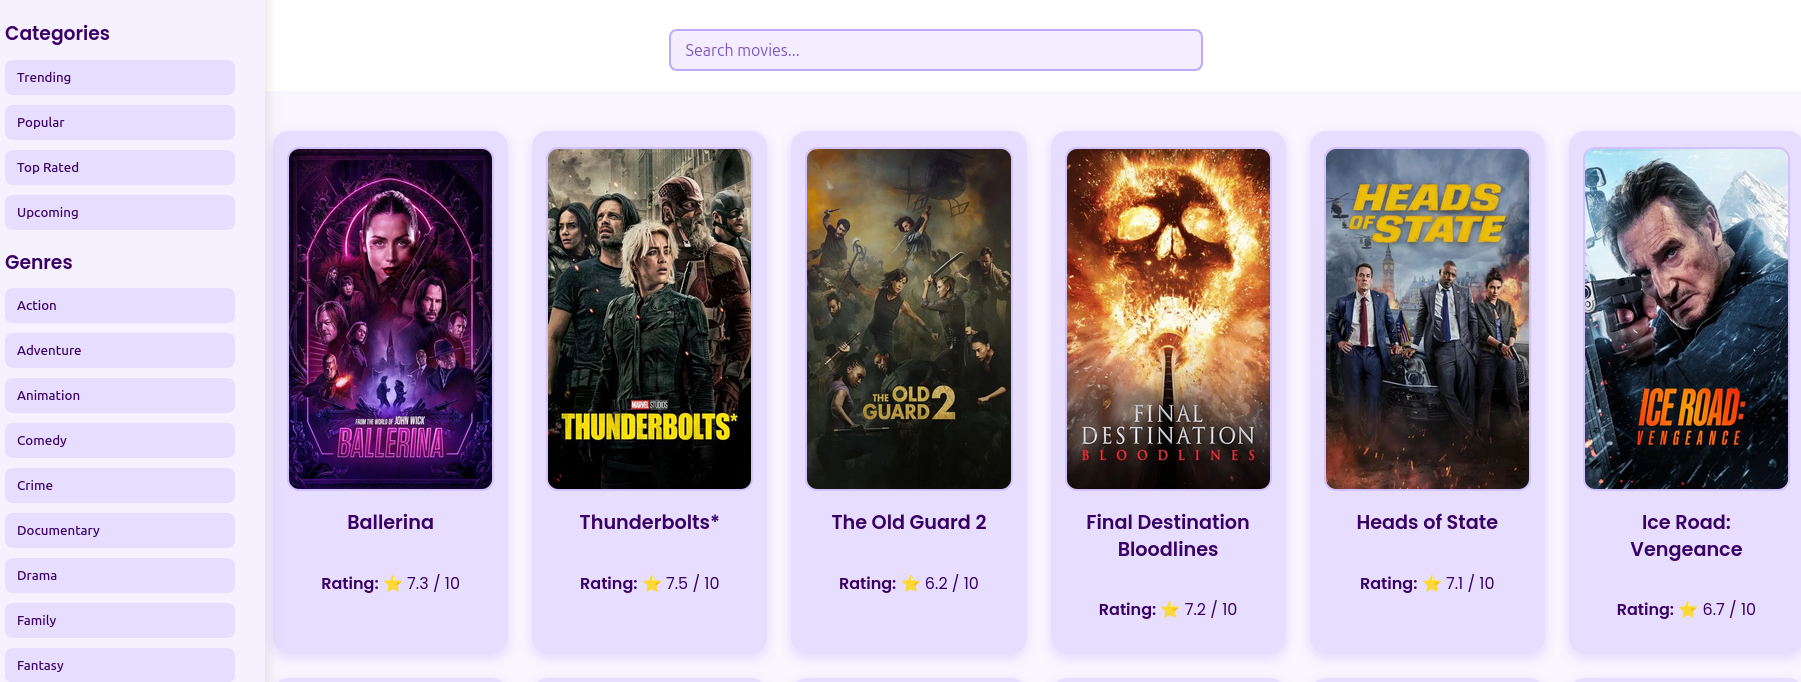 Categories
Trending
Popular
Top Rated
Upcoming
Genres
Action
Adventure
Animation
Comedy
Crime
Documentary
Drama
Family
Fantasy
Search movies...
FROM THE WORLD OF JOHN WICK
BALLERINA
Ballerina
Rating: ⭐ 7.3 / 10
MARVEL STUDIOS
THUNDERBOLTS*
Thunderbolts*
Rating: ⭐ 7.5 / 10
THE OLD
GUARD 2
The Old Guard 2
Rating: ⭐ 6.2 / 10
FINAL
DESTINATION
BLOODLINES
Final Destination
Bloodlines
Rating: ⭐ 7.2 / 10
HEADS
OF STATE
Heads of State
Rating: ⭐ 7.1 / 10
ICE ROAD:
VENGEANCE
Ice Road:
Vengeance
Rating: ⭐ 6.7 / 10